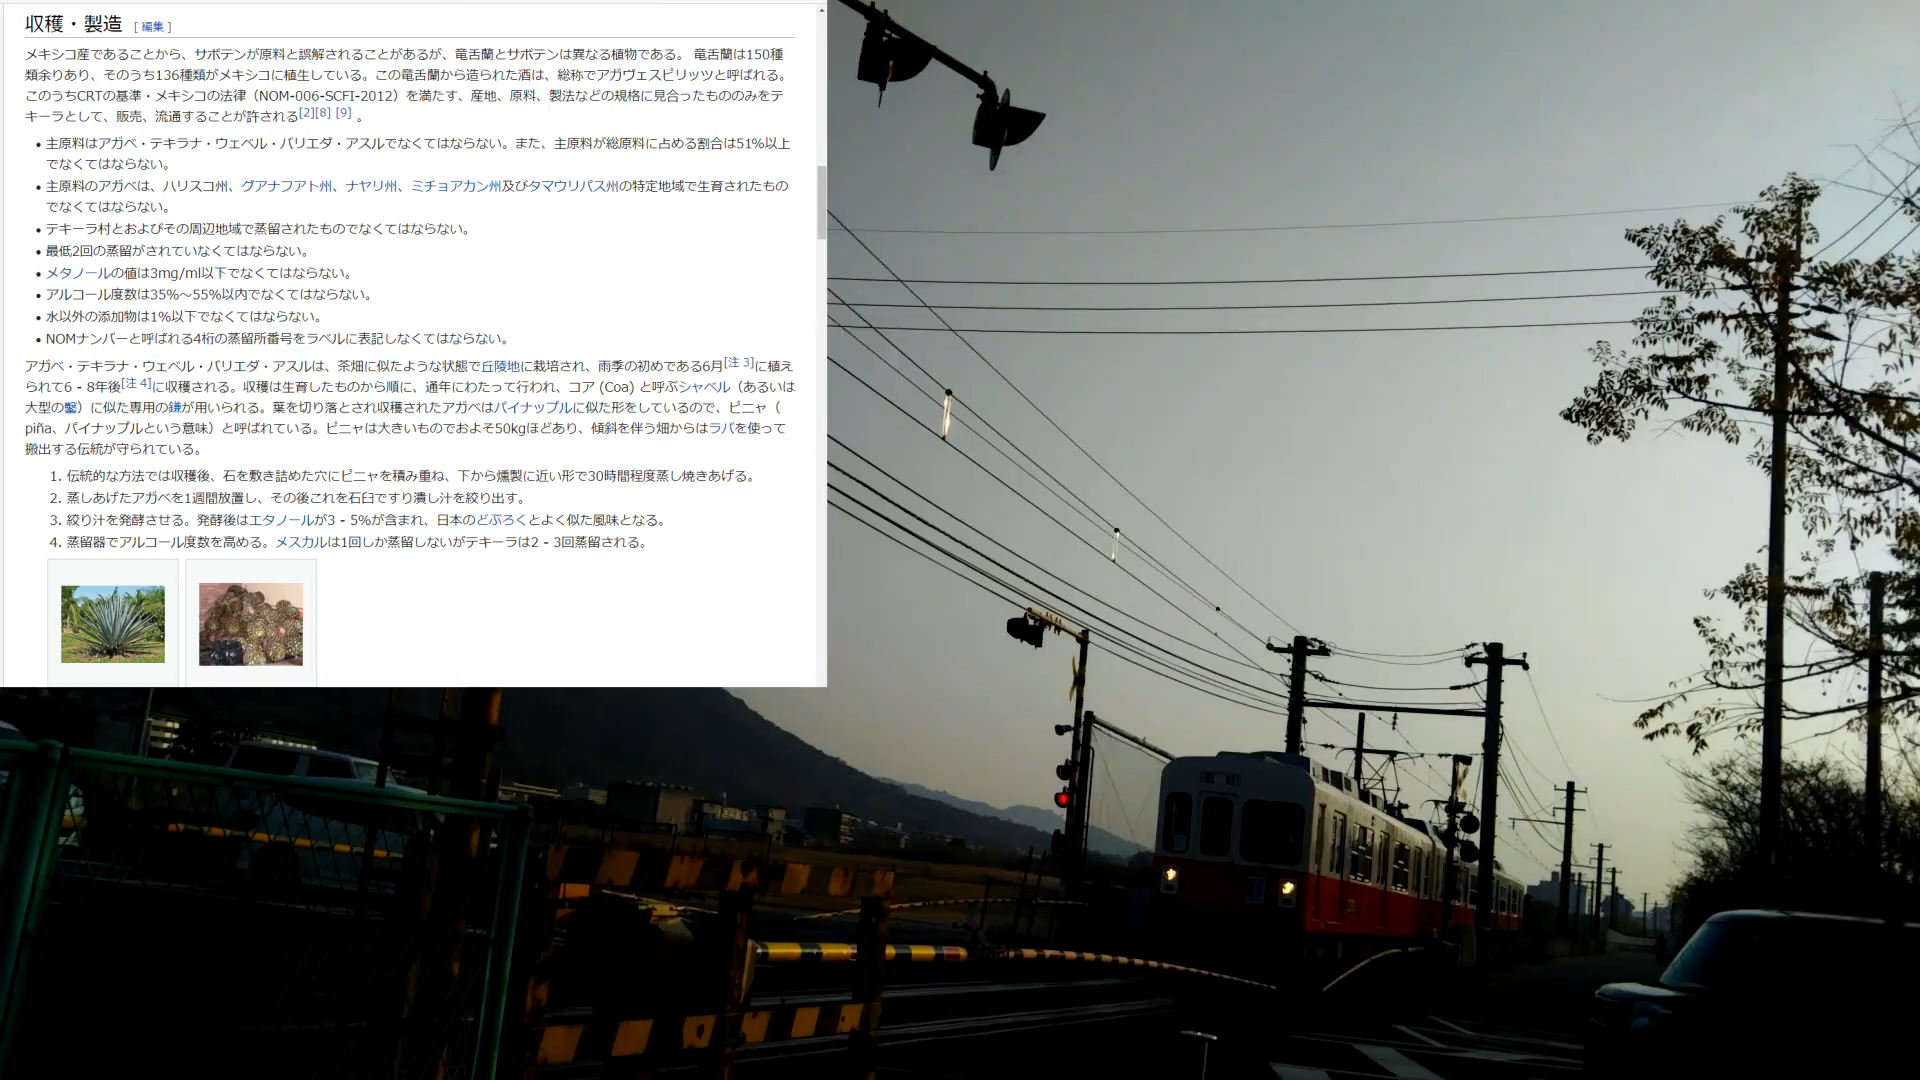 収穫・製造 [ 編集 ]
メキシコ産であることから、サボテンが原料と誤解されることがあるが、竜舌蘭とサボテンは異なる植物である。 竜舌蘭は150種
類余りあり、そのうち136種類がメキシコに植生している。この竜舌蘭から造られた酒は、総称でアガヴェスピリッツと呼ばれる。
このうちCRTの基準・メキシコの法律（NOM-006-SCFI-2012）を満たす、産地、原料、製法などの規格に見合ったもののみをテ
キーラとして、販売、流通することが許される[2][8] [9] 。
• 主原料はアガベ・テキラナ・ウェベル・バリエダ・アスルでなくてはならない。また、主原料が総原料に占める割合は51%以上
でなくてはならない。
• 主原料のアガベは、ハリスコ州、グアナフアト州、ナヤリ州、ミチョアカン州及びタマウリパス州の特定地域で生育されたもの
でなくてはならない。
• テキーラ村とおよびその周辺地域で蒸留されたものでなくてはならない。
• 最低2回の蒸留がされていなくてはならない。
• メタノールの値は3mg/ml以下でなくてはならない。
• アルコール度数は35%～55%以内でなくてはならない。
• 水以外の添加物は1%以下でなくてはならない。
• NOMナンバーと呼ばれる4桁の蒸留所番号をラベルに表記しなくてはならない。
アガベ・テキラナ・ウェベル・バリエダ・アスルは、茶畑に似たような状態で丘陵地に栽培され、雨季の初めである6月[注 3]に植え
られて6 - 8年後[注 4]に収穫される。収穫は生育したものから順に、通年にわたって行われ、コア (Coa) と呼ぶシャベル（あるいは
大型の鑿）に似た専用の鎌が用いられる。葉を切り落とされ収穫されたアガベはパイナップルに似た形をしているので、ピニャ（
piña、パイナップルという意味）と呼ばれている。ピニャは大きいものでおよそ50kgほどあり、傾斜を伴う畑からはラバを使って
搬出する伝統が守られている。
1. 伝統的な方法では収穫後、石を敷き詰めた穴にピニャを積み重ね、下から燻製に近い形で30時間程度蒸し焼きあげる。
2. 蒸しあげたアガベを1週間放置し、その後これを石臼ですり潰し汁を絞り出す。
3. 絞り汁を発酵させる。発酵後はエタノールが3 - 5%が含まれ、日本のどぶろくとよく似た風味となる。
4. 蒸留器でアルコール度数を高める。メスカルは1回しか蒸留しないがテキーラは2 - 3回蒸留される。